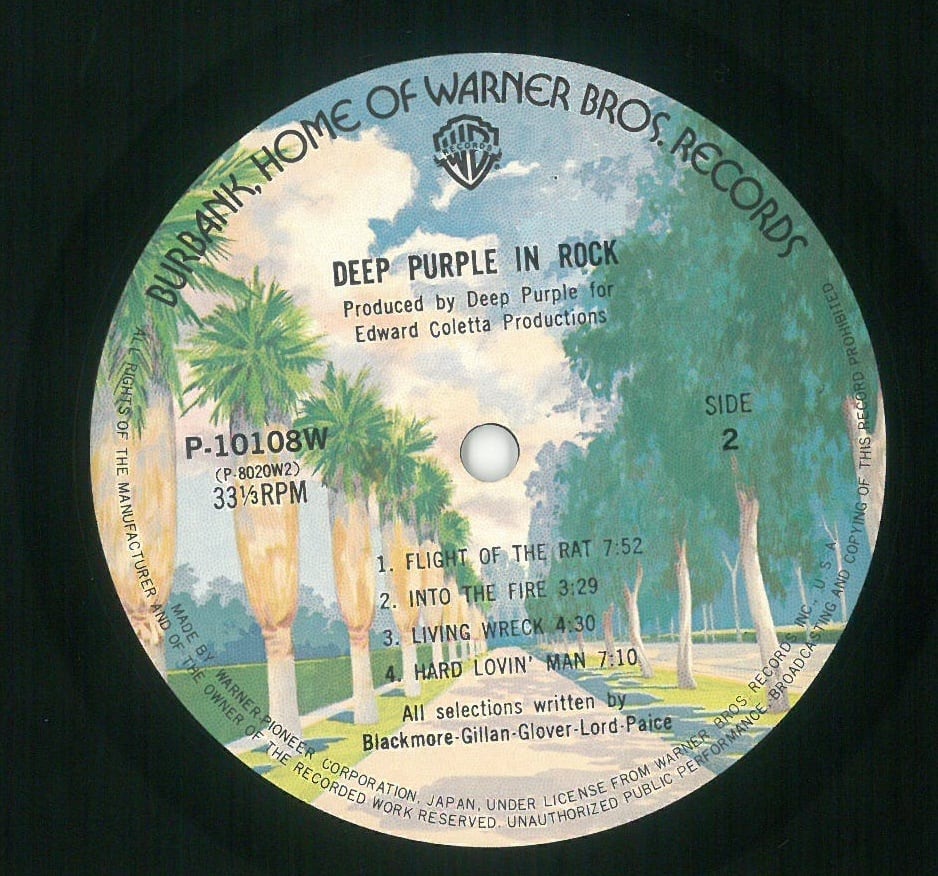 BURBANK, HOME OF WARNER BROS. RECORDS
RECORDS
DEEP PURPLE IN ROCK
Produced by Deep Purple for
Edward Coletta Productions
P-10108W
(P-8020W2)
33⅓RPM
SIDE
2
1. FLIGHT OF THE RAT 7:52
2. INTO THE FIRE 3:29
3. LIVING WRECK 4:30
4. HARD LOVIN' MAN 7:10
All selections written by
Blackmore-Gillan-Glover-Lord-Paice
MADE BY WARNER-PIONEER CORPORATION, JAPAN, UNDER LICENSE FROM WARNER BROS. RECORDS INC., U.S.A.
ALL RIGHTS OF THE MANUFACTURER AND OF THE OWNER OF THE RECORDED WORK RESERVED. UNAUTHORIZED PUBLIC PERFORMANCE, BROADCASTING AND COPYING OF THIS RECORD PROHIBITED